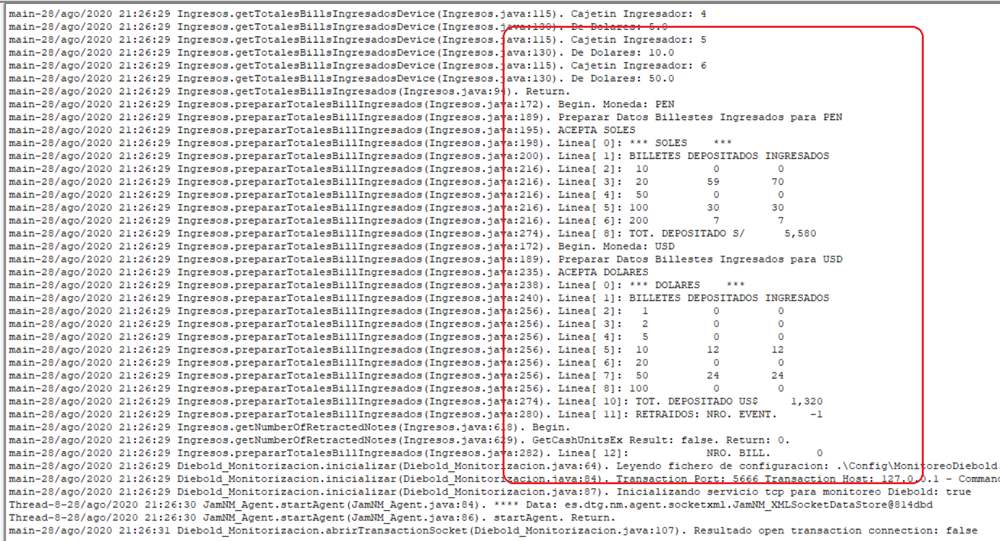 main-28/ago/2020 21:26:29 Ingresos.getTotalesBillsIngresadosDevice(Ingresos.java:115). Cajetin Ingresador: 4
main-28/ago/2020 21:26:29 Ingresos.getTotalesBillsIngresadosDevice(Ingresos.java:130). De Dolares: 5.0
main-28/ago/2020 21:26:29 Ingresos.getTotalesBillsIngresadosDevice(Ingresos.java:115). Cajetin Ingresador: 5
main-28/ago/2020 21:26:29 Ingresos.getTotalesBillsIngresadosDevice(Ingresos.java:130). De Dolares: 10.0
main-28/ago/2020 21:26:29 Ingresos.getTotalesBillsIngresadosDevice(Ingresos.java:115). Cajetin Ingresador: 6
main-28/ago/2020 21:26:29 Ingresos.getTotalesBillsIngresadosDevice(Ingresos.java:130). De Dolares: 50.0
main-28/ago/2020 21:26:29 Ingresos.getTotalesBillsIngresados(Ingresos.java:94). Return.
main-28/ago/2020 21:26:29 Ingresos.prepararTotalesBillIngresados(Ingresos.java:172). Begin. Moneda: PEN
main-28/ago/2020 21:26:29 Ingresos.prepararTotalesBillIngresados(Ingresos.java:189). Preparar Datos Billestes Ingresados para PEN
main-28/ago/2020 21:26:29 Ingresos.prepararTotalesBillIngresados(Ingresos.java:195). ACEPTA SOLES
main-28/ago/2020 21:26:29 Ingresos.prepararTotalesBillIngresados(Ingresos.java:198). Linea[ 0]: *** SOLES    ***
main-28/ago/2020 21:26:29 Ingresos.prepararTotalesBillIngresados(Ingresos.java:200). Linea[ 1]: BILLETES DEPOSITADOS INGRESADOS
main-28/ago/2020 21:26:29 Ingresos.prepararTotalesBillIngresados(Ingresos.java:216). Linea[ 2]:  10          0         0
main-28/ago/2020 21:26:29 Ingresos.prepararTotalesBillIngresados(Ingresos.java:216). Linea[ 3]:  20         59        70
main-28/ago/2020 21:26:29 Ingresos.prepararTotalesBillIngresados(Ingresos.java:216). Linea[ 4]:  50          0         0
main-28/ago/2020 21:26:29 Ingresos.prepararTotalesBillIngresados(Ingresos.java:216). Linea[ 5]: 100         30        30
main-28/ago/2020 21:26:29 Ingresos.prepararTotalesBillIngresados(Ingresos.java:216). Linea[ 6]: 200          7         7
main-28/ago/2020 21:26:29 Ingresos.prepararTotalesBillIngresados(Ingresos.java:274). Linea[ 8]: TOT. DEPOSITADO S/      5,580
main-28/ago/2020 21:26:29 Ingresos.prepararTotalesBillIngresados(Ingresos.java:172). Begin. Moneda: USD
main-28/ago/2020 21:26:29 Ingresos.prepararTotalesBillIngresados(Ingresos.java:189). Preparar Datos Billestes Ingresados para USD
main-28/ago/2020 21:26:29 Ingresos.prepararTotalesBillIngresados(Ingresos.java:235). ACEPTA DOLARES
main-28/ago/2020 21:26:29 Ingresos.prepararTotalesBillIngresados(Ingresos.java:238). Linea[ 0]: *** DOLARES    ***
main-28/ago/2020 21:26:29 Ingresos.prepararTotalesBillIngresados(Ingresos.java:240). Linea[ 1]: BILLETES DEPOSITADOS INGRESADOS
main-28/ago/2020 21:26:29 Ingresos.prepararTotalesBillIngresados(Ingresos.java:256). Linea[ 2]:   1          0         0
main-28/ago/2020 21:26:29 Ingresos.prepararTotalesBillIngresados(Ingresos.java:256). Linea[ 3]:   2          0         0
main-28/ago/2020 21:26:29 Ingresos.prepararTotalesBillIngresados(Ingresos.java:256). Linea[ 4]:   5          0         0
main-28/ago/2020 21:26:29 Ingresos.prepararTotalesBillIngresados(Ingresos.java:256). Linea[ 5]:  10         12        12
main-28/ago/2020 21:26:29 Ingresos.prepararTotalesBillIngresados(Ingresos.java:256). Linea[ 6]:  20          0         0
main-28/ago/2020 21:26:29 Ingresos.prepararTotalesBillIngresados(Ingresos.java:256). Linea[ 7]:  50         24        24
main-28/ago/2020 21:26:29 Ingresos.prepararTotalesBillIngresados(Ingresos.java:256). Linea[ 8]: 100          0         0
main-28/ago/2020 21:26:29 Ingresos.prepararTotalesBillIngresados(Ingresos.java:274). Linea[ 10]: TOT. DEPOSITADO US$     1,320
main-28/ago/2020 21:26:29 Ingresos.prepararTotalesBillIngresados(Ingresos.java:280). Linea[ 11]: RETRAIDOS: NRO. EVENT.     -1
main-28/ago/2020 21:26:29 Ingresos.getNumberOfRetractedNotes(Ingresos.java:618). Begin.
main-28/ago/2020 21:26:29 Ingresos.getNumberOfRetractedNotes(Ingresos.java:629). GetCashUnitsEx Result: false. Return: 0.
main-28/ago/2020 21:26:29 Ingresos.prepararTotalesBillIngresados(Ingresos.java:282). Linea[ 12]:            NRO. BILL.      0
main-28/ago/2020 21:26:29 Diebold_Monitorizacion.inicializar(Diebold_Monitorizacion.java:64). Leyendo fichero de configuracion: .\Config\MonitoreoDiebold.
main-28/ago/2020 21:26:29 Diebold_Monitorizacion.inicializar(Diebold_Monitorizacion.java:84). Transaction Port: 5666 Transaction Host: 127.0.0.1 - Comman
main-28/ago/2020 21:26:29 Diebold_Monitorizacion.inicializar(Diebold_Monitorizacion.java:87). Inicializando servicio tcp para monitoreo Diebold: true
Thread-8-28/ago/2020 21:26:30 JamNM_Agent.startAgent(JamNM_Agent.java:84). **** Data: es.dtg.nm.agent.socketxml.JamNM_XMLSocketDataStore@814dbd
Thread-8-28/ago/2020 21:26:30 JamNM_Agent.startAgent(JamNM_Agent.java:86). startAgent. Return.
main-28/ago/2020 21:26:31 Diebold_Monitorizacion.abrirTransactionSocket(Diebold_Monitorizacion.java:107). Resultado open transaction connection: false